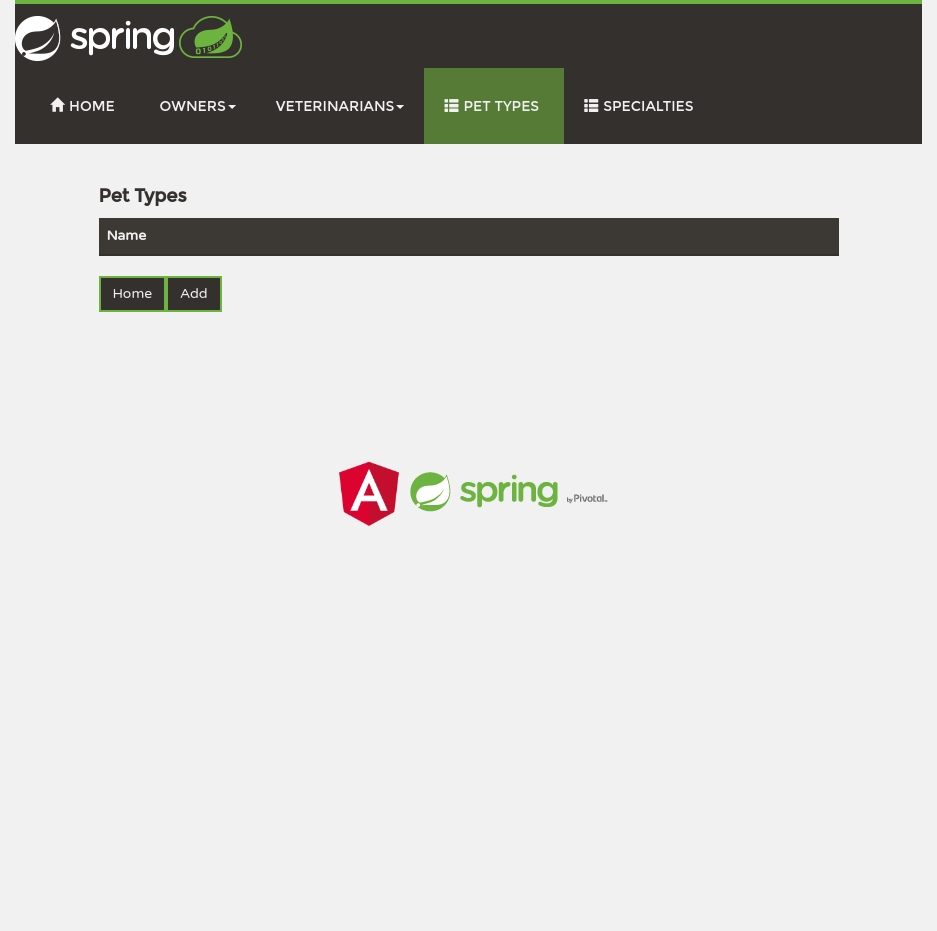 spring
HOME OWNERS VETERINARIANS PET TYPES SPECIALTIES
Pet Types
Name
Home Add
spring by Pivotal.